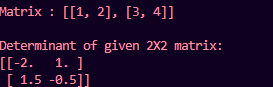 Matrix : [[1, 2], [3, 4]]
Determinant of given 2X2 matrix:
[[-2.   1. ]
 [ 1.5 -0.5]]